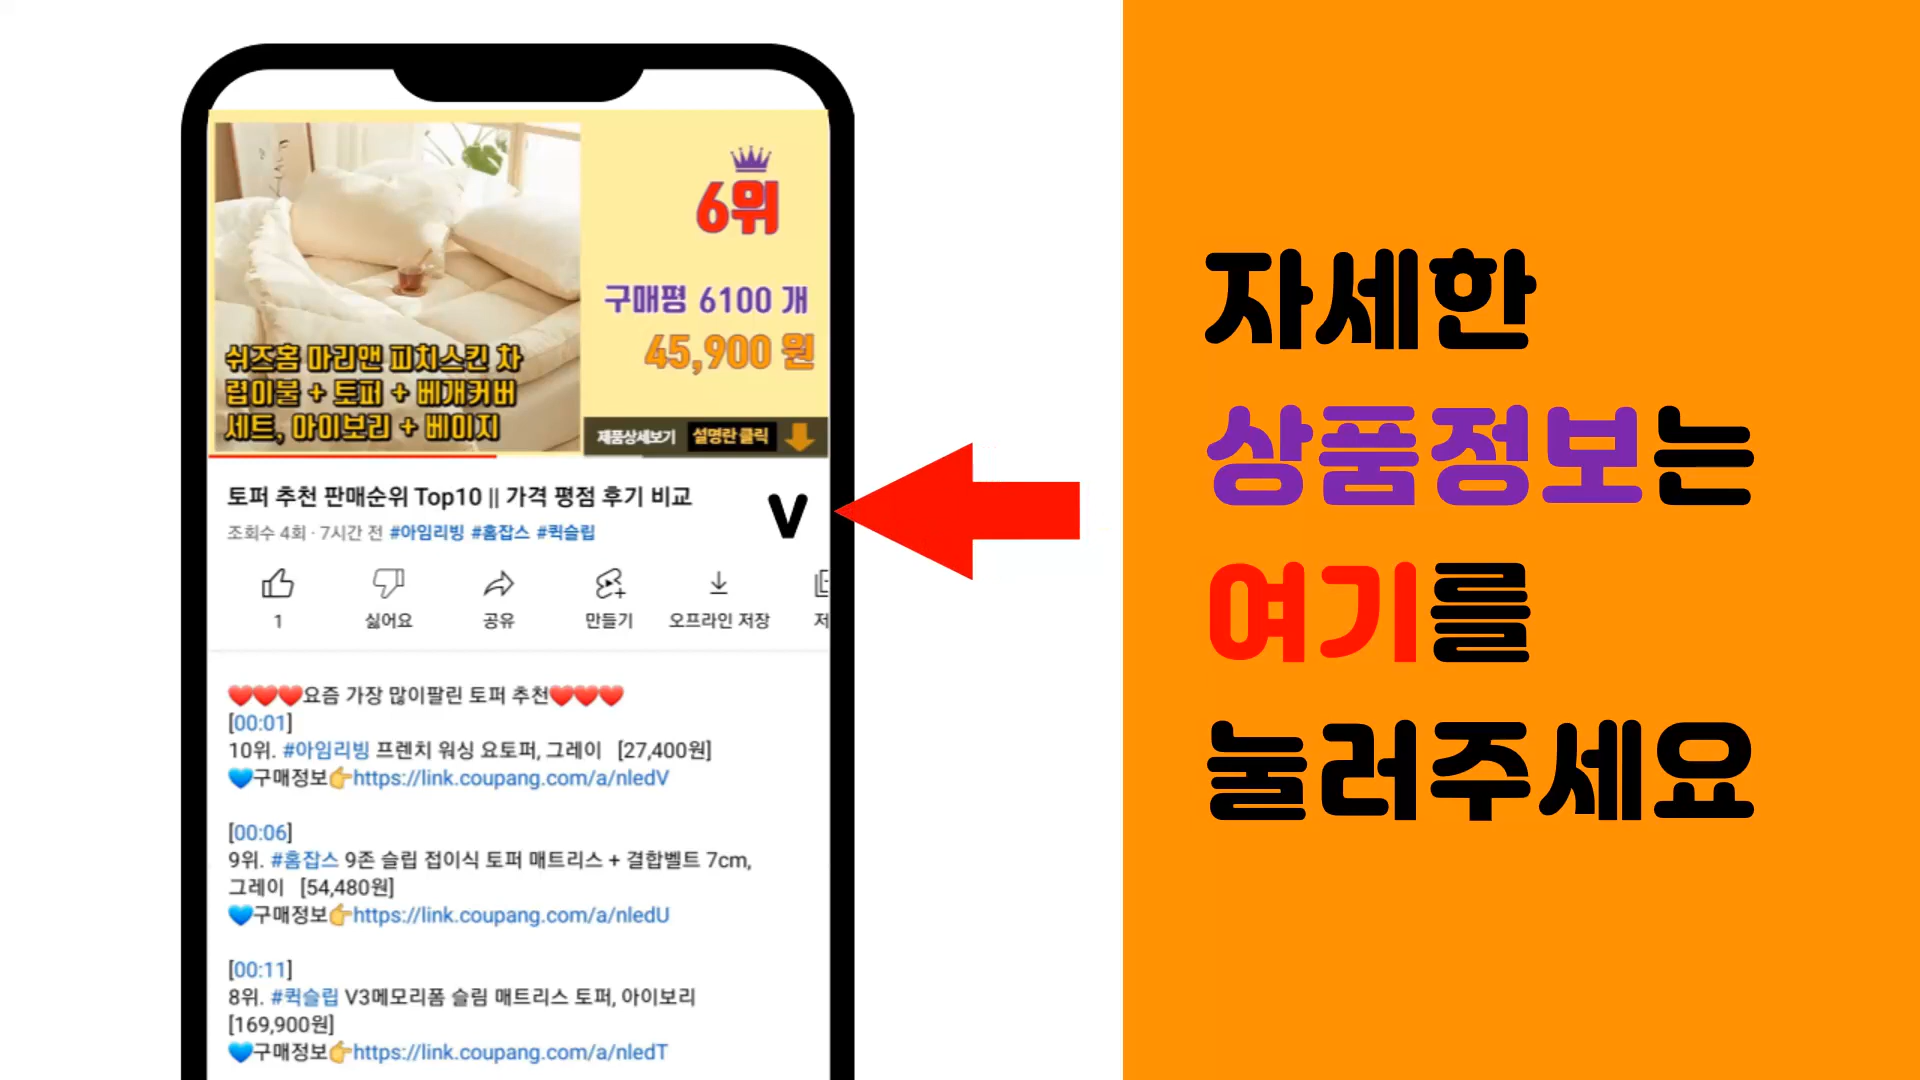 6위
구매평 6100 개
45,900 원
쉬즈홈 마리앤 피치스킨 차
렵이불 + 토퍼 + 베개커버
세트, 아이보리 + 베이지
제품상세보기 설명란 클릭
토퍼 추천 판매순위 Top10 || 가격 평점 후기 비교
V
조회수 4회 · 7시간 전 #아임리빙 #홈잡스 #퀵슬립
1 싫어요 공유 만들기 오프라인 저장 저
❤️❤️❤️요즘 가장 많이팔린 토퍼 추천❤️❤️❤️
[00:01]
10위. #아임리빙 프렌치 워싱 요토퍼, 그레이 [27,400원]
💙구매정보👉https://link.coupang.com/a/nledV
[00:06]
9위. #홈잡스 9존 슬립 접이식 토퍼 매트리스 + 결합벨트 7cm,
그레이 [54,480원]
💙구매정보👉https://link.coupang.com/a/nledU
[00:11]
8위. #퀵슬립 V3메모리폼 슬림 매트리스 토퍼, 아이보리
[169,900원]
💙구매정보👉https://link.coupang.com/a/nledT
자세한
상품정보는
여기를
눌러주세요